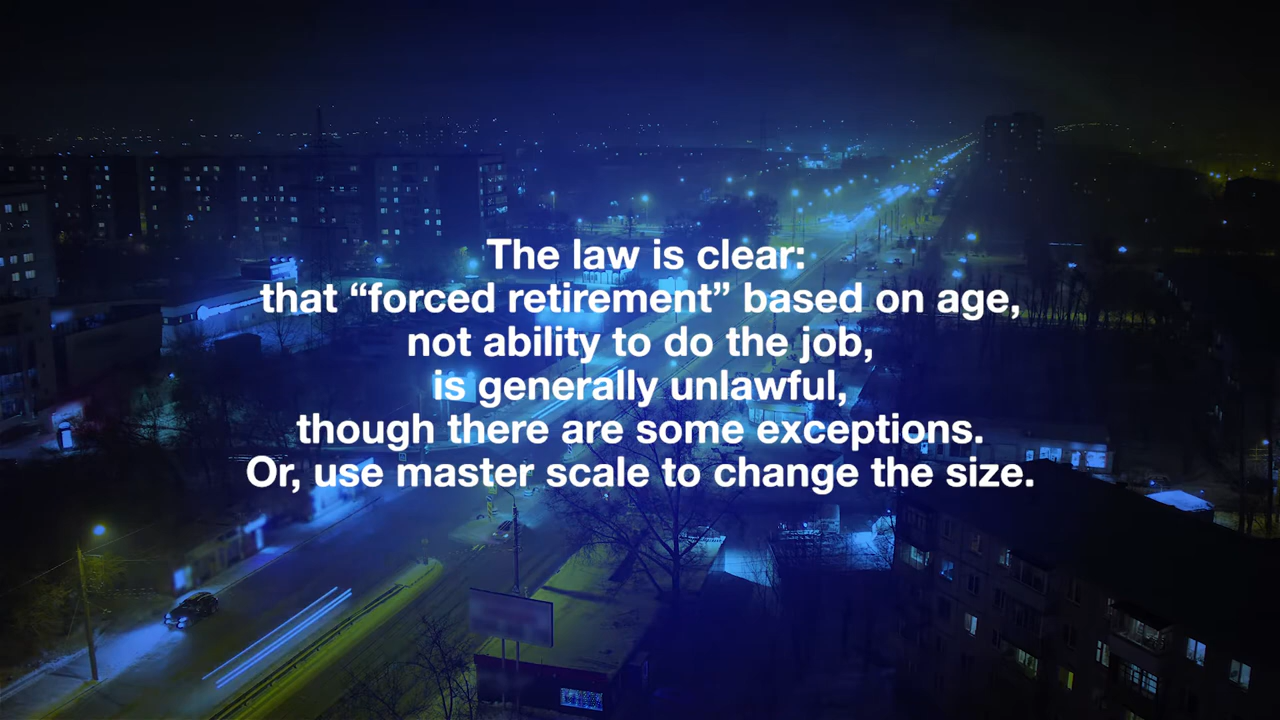 The law is clear:
that “forced retirement” based on age,
not ability to do the job,
is generally unlawful,
though there are some exceptions.
Or, use master scale to change the size.